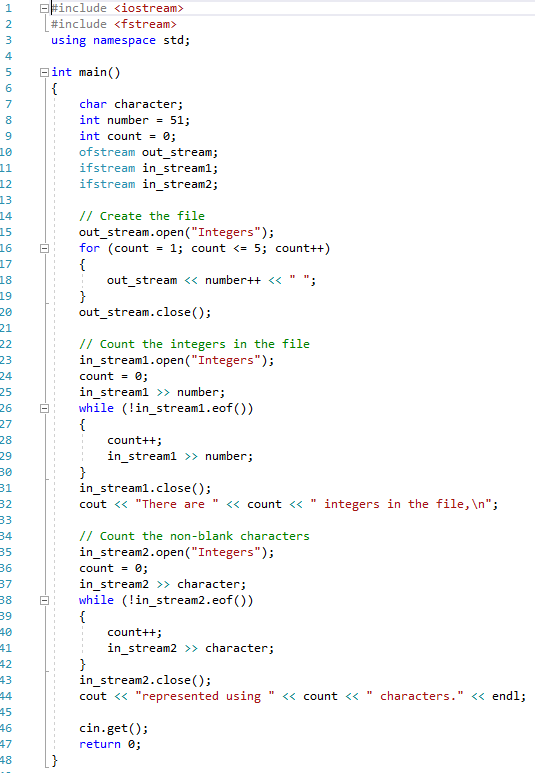 1 #include <iostream>
2 #include <fstream>
3 using namespace std;
4
5 int main()
6 {
7 char character;
8 int number = 51;
9 int count = 0;
10 ofstream out_stream;
11 ifstream in_stream1;
12 ifstream in_stream2;
13
14 // Create the file
15 out_stream.open("Integers");
16 for (count = 1; count <= 5; count++)
17 {
18 out_stream << number++ << " ";
19 }
20 out_stream.close();
21
22 // Count the integers in the file
23 in_stream1.open("Integers");
24 count = 0;
25 in_stream1 >> number;
26 while (!in_stream1.eof())
27 {
28 count++;
29 in_stream1 >> number;
30 }
31 in_stream1.close();
32 cout << "There are " << count << " integers in the file,\n";
33
34 // Count the non-blank characters
35 in_stream2.open("Integers");
36 count = 0;
37 in_stream2 >> character;
38 while (!in_stream2.eof())
39 {
40 count++;
41 in_stream2 >> character;
42 }
43 in_stream2.close();
44 cout << "represented using " << count << " characters." << endl;
45
46 cin.get();
47 return 0;
48 }